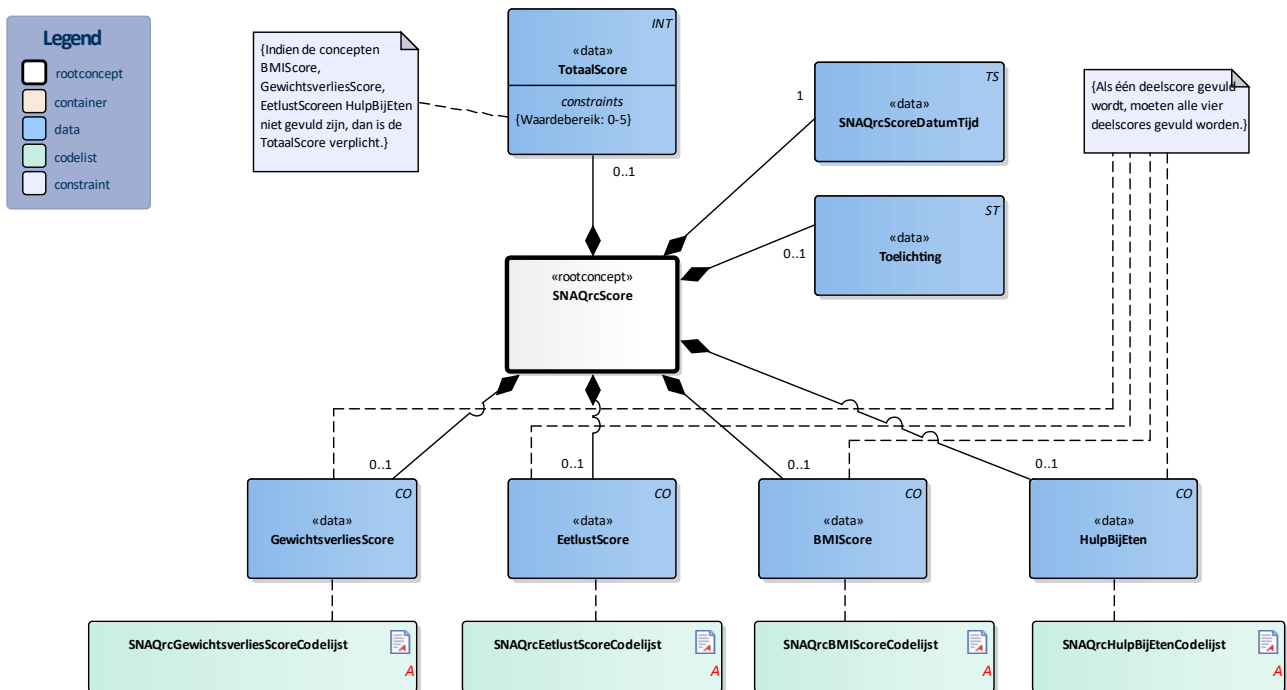 Legend
rootconcept
container
data
codelist
constraint
{Indien de concepten
BMIScore,
GewichtsverliesScore,
EetlustScoreen HulpBijEten
niet gevuld zijn, dan is de
TotaalScore verplicht.}
INT
«data»
TotaalScore
constraints
{Waardebereik: 0-5}
0..1
TS
«data»
SNAQrcScoreDatumTijd
1
{Als één deelscore gevuld
wordt, moeten alle vier
deelscores gevuld worden.}
ST
«data»
Toelichting
0..1
«rootconcept»
SNAQrcScore
0..1
0..1
0..1
0..1
CO
«data»
GewichtsverliesScore
CO
«data»
EetlustScore
CO
«data»
BMIScore
CO
«data»
HulpBijEten
SNAQrcGewichtsverliesScoreCodelijst
A
SNAQrcEetlustScoreCodelijst
A
SNAQrcBMIScoreCodelijst
A
SNAQrcHulpBijEtenCodelijst
A